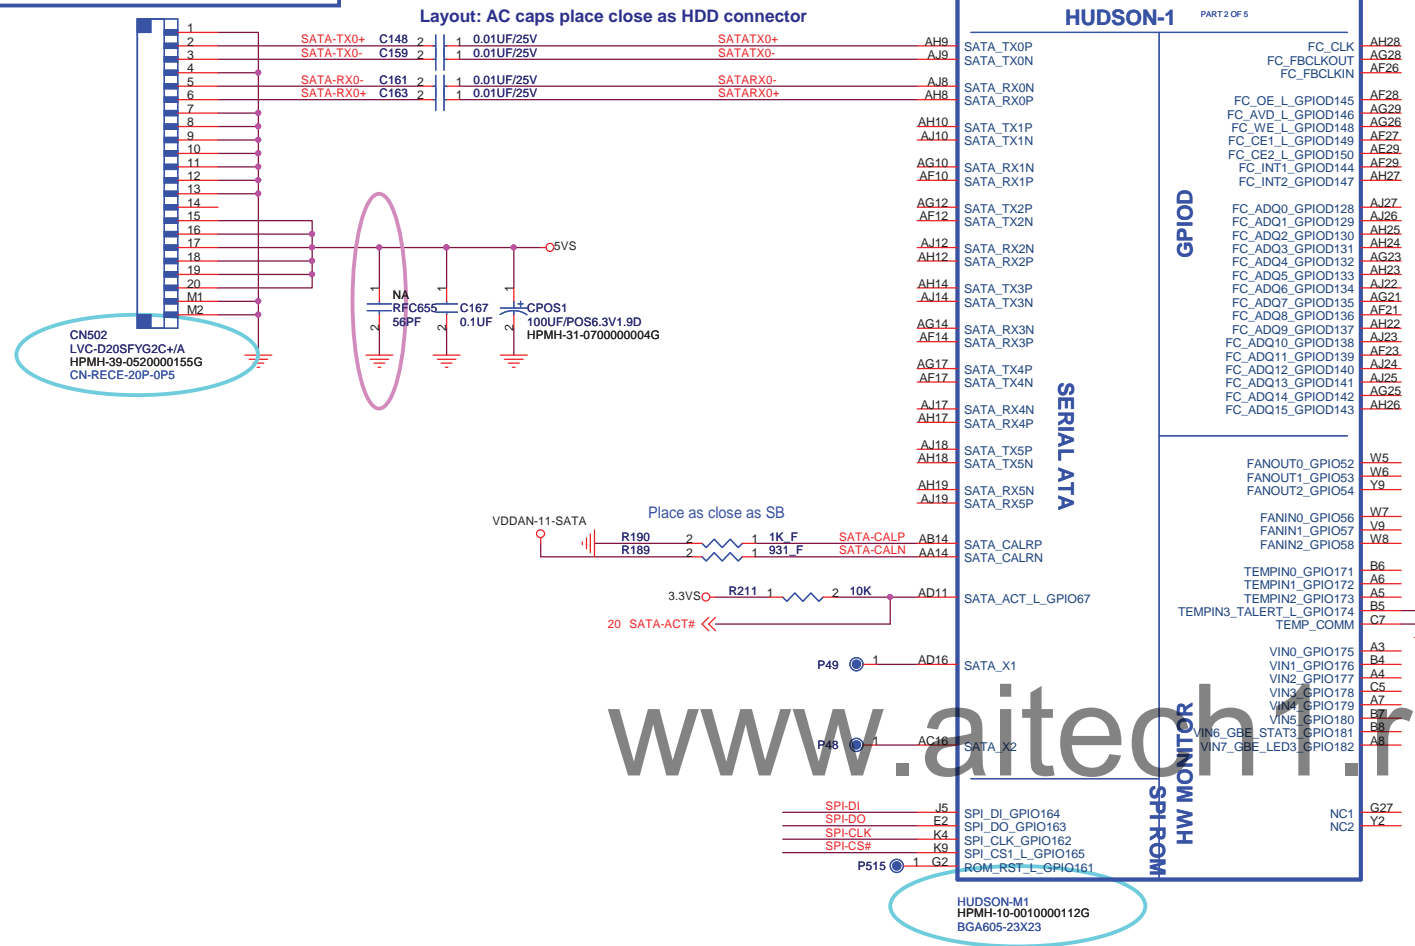 Layout: AC caps place close as HDD connector
HUDSON-1
PART 2 OF 5
1
2
3
4
5
6
7
8
9
10
11
12
13
14
15
16
17
18
19
20
M1
M2
CN502
LVC-D20SFYG2C+/A
HPMH-39-0520000155G
CN-RECE-20P-0P5
SATA-TX0+ C148 2 1 0.01UF/25V SATATX0+ AH9 SATA_TX0P
SATA-TX0- C159 2 1 0.01UF/25V SATATX0- AJ9 SATA_TX0N
SATA-RX0- C161 2 1 0.01UF/25V SATARX0- AJ8 SATA_RX0N
SATA-RX0+ C163 2 1 0.01UF/25V SATARX0+ AH8 SATA_RX0P
AH10 SATA_TX1P
AJ10 SATA_TX1N
AG10 SATA_RX1N
AF10 SATA_RX1P
AG12 SATA_TX2P
AF12 SATA_TX2N
AJ12 SATA_RX2N
AH12 SATA_RX2P
AH14 SATA_TX3P
AJ14 SATA_TX3N
AG14 SATA_RX3N
AF14 SATA_RX3P
AG17 SATA_TX4P
AF17 SATA_TX4N
AJ17 SATA_RX4N
AH17 SATA_RX4P
AJ18 SATA_TX5P
AH18 SATA_TX5N
AH19 SATA_RX5N
AJ19 SATA_RX5P
5VS
1
NA
RFC655
56PF
2
1
C167
0.1UF
2
1
+
CPOS1
100UF/POS6.3V1.9D
HPMH-31-0700000004G
2
Place as close as SB
VDDAN-11-SATA
R190 2 1 1K_F SATA-CALP AB14 SATA_CALRP
R189 2 1 931_F SATA-CALN AA14 SATA_CALRN
3.3VS R211 1 2 10K AD11 SATA_ACT_L_GPIO67
20 SATA-ACT#
P49 1 AD16 SATA_X1
P48 1 AC16 SATA_X2
SPI-DI J5 SPI_DI_GPIO164
SPI-DO E2 SPI_DO_GPIO163
SPI-CLK K4 SPI_CLK_GPIO162
SPI-CS# K9 SPI_CS1_L_GPIO165
P515 1 G2 ROM_RST_L_GPIO161
SERIAL ATA
GPIOD
HW MONITOR
SPI ROM
FC_CLK AH28
FC_FBCLKOUT AG28
FC_FBCLKIN AF26
FC_OE_L_GPIOD145 AF28
FC_AVD_L_GPIOD146 AG29
FC_WE_L_GPIOD148 AG26
FC_CE1_L_GPIOD149 AF27
FC_CE2_L_GPIOD150 AE29
FC_INT1_GPIOD144 AF29
FC_INT2_GPIOD147 AH27
FC_ADQ0_GPIOD128 AJ27
FC_ADQ1_GPIOD129 AJ26
FC_ADQ2_GPIOD130 AH25
FC_ADQ3_GPIOD131 AH24
FC_ADQ4_GPIOD132 AG23
FC_ADQ5_GPIOD133 AH23
FC_ADQ6_GPIOD134 AJ22
FC_ADQ7_GPIOD135 AG21
FC_ADQ8_GPIOD136 AF21
FC_ADQ9_GPIOD137 AH22
FC_ADQ10_GPIOD138 AJ23
FC_ADQ11_GPIOD139 AF23
FC_ADQ12_GPIOD140 AJ24
FC_ADQ13_GPIOD141 AJ25
FC_ADQ14_GPIOD142 AG25
FC_ADQ15_GPIOD143 AH26
FANOUT0_GPIO52 W5
FANOUT1_GPIO53 W6
FANOUT2_GPIO54 Y9
FANIN0_GPIO56 W7
FANIN1_GPIO57 V9
FANIN2_GPIO58 W8
TEMPIN0_GPIO171 B6
TEMPIN1_GPIO172 A6
TEMPIN2_GPIO173 A5
TEMPIN3_TALERT_L_GPIO174 B5
TEMP_COMM C7
VIN0_GPIO175 A3
VIN1_GPIO176 B4
VIN2_GPIO177 A4
VIN3_GPIO178 C5
VIN4_GPIO179 A7
VIN5_GPIO180 B7
VIN6_GBE_STAT3_GPIO181 B8
VIN7_GBE_LED3_GPIO182 A8
NC1 G27
NC2 Y2
www.aitech1.r
HUDSON-M1
HPMH-10-0010000112G
BGA605-23X23